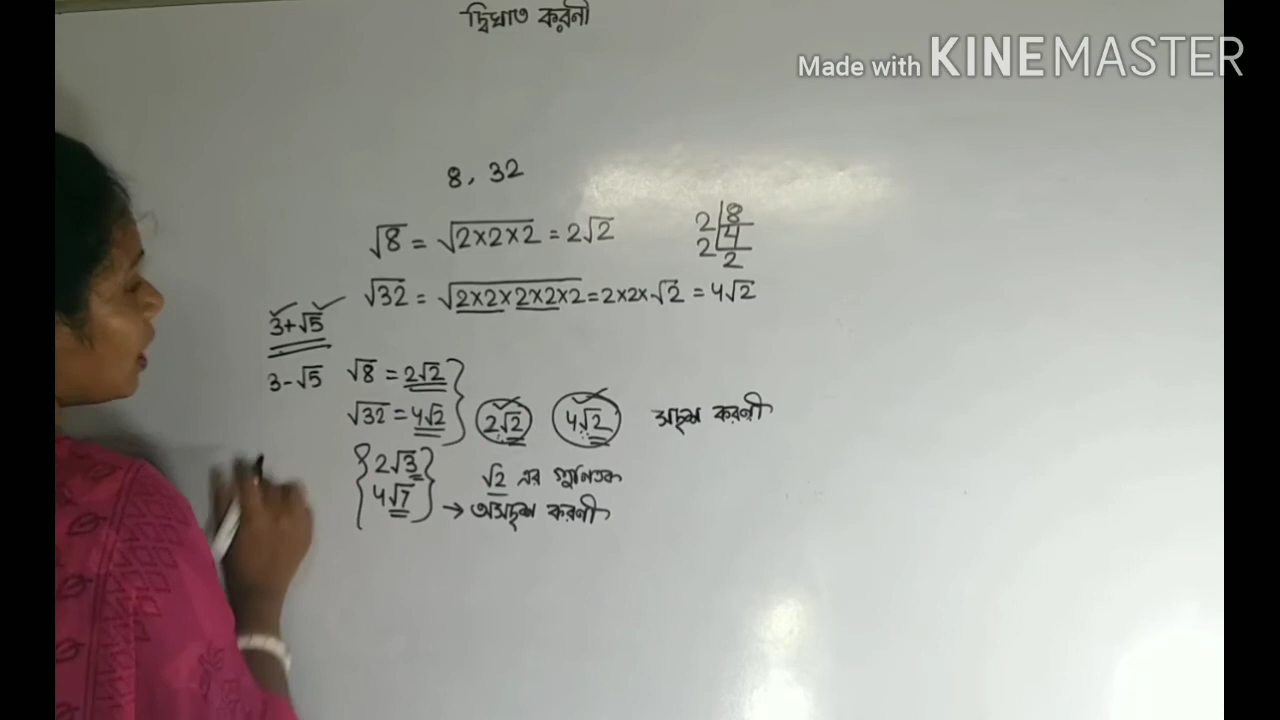 দ্বিঘাত করণী
Made with KINEMASTER
8, 32
√8 = √2×2×2 = 2√2
2 8
2 4
2
√32 = √2×2×2×2×2 = 2×2×√2 = 4√2
3+√5
3-√5
√8 = 2√2
√32 = 4√2
2√2 4√2 সদৃশ করণী
2√3
4√7
√2 এর গুণিতক
→ অসদৃশ করণী